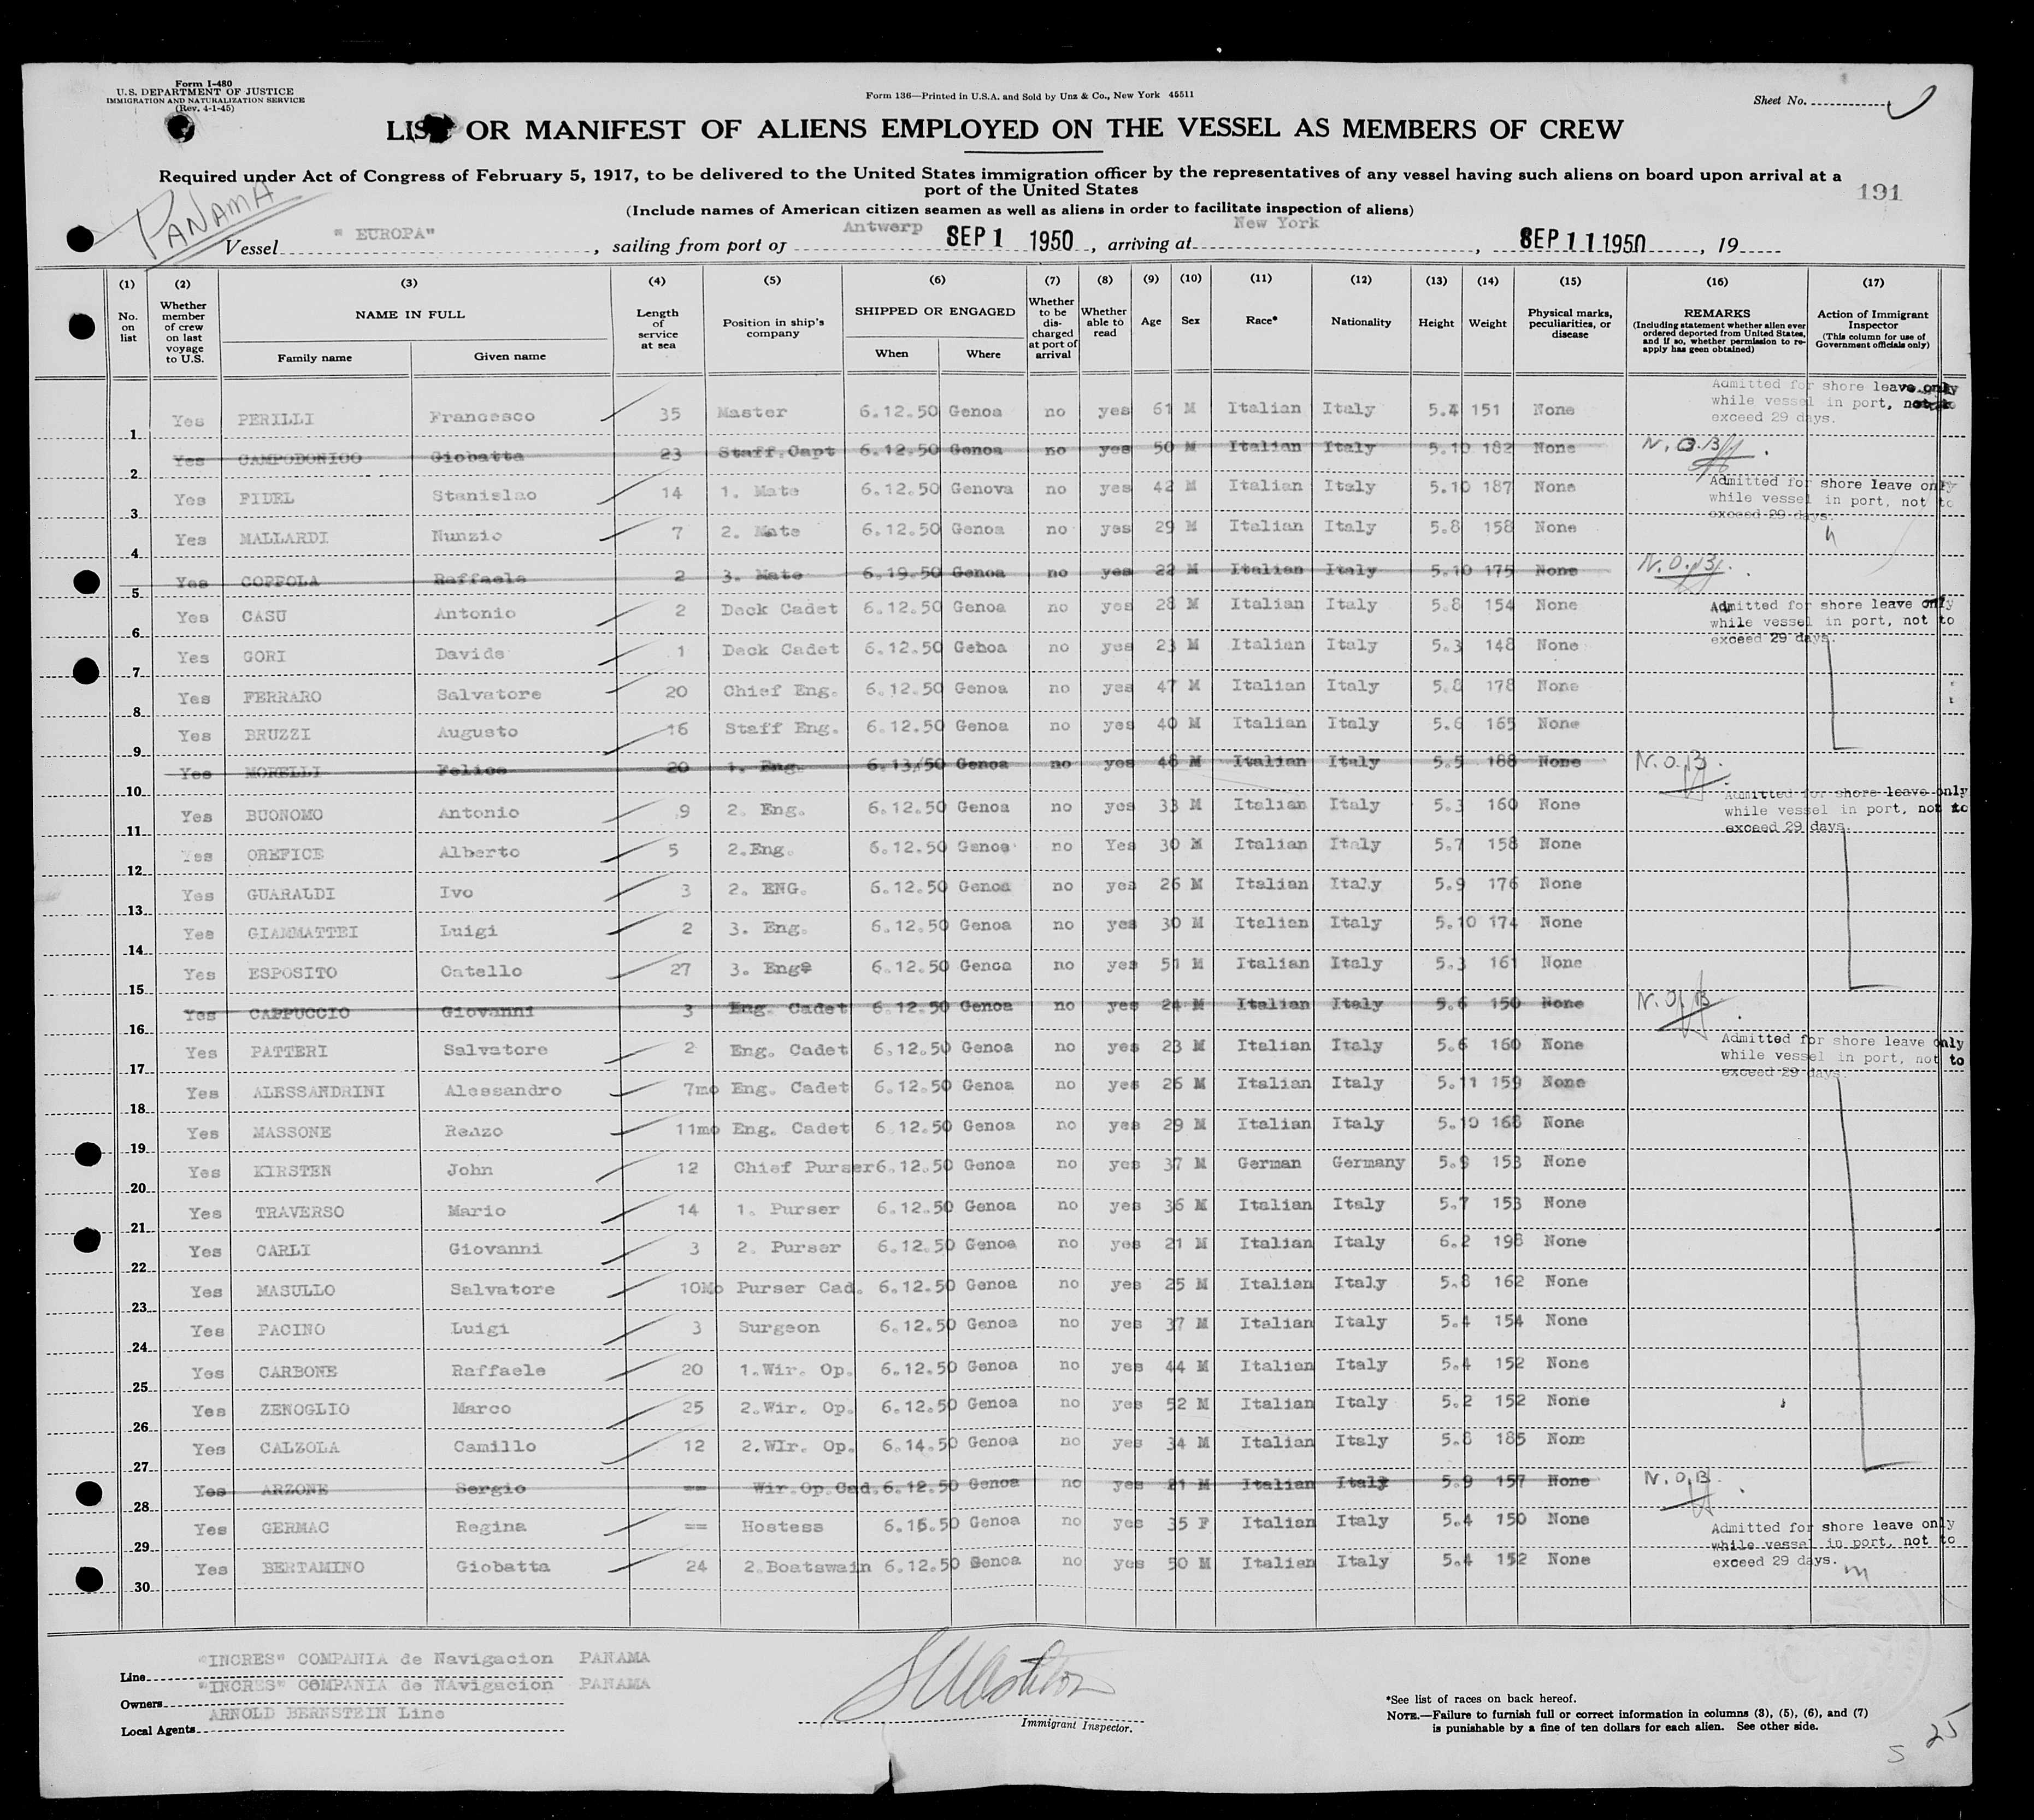 Form I-480
U.S. DEPARTMENT OF JUSTICE
IMMIGRATION AND NATURALIZATION SERVICE
(Rev. 4-1-45)
Form 136—Printed in U.S.A. and Sold by Unz & Co., New York 45511
Sheet No.
LIST OR MANIFEST OF ALIENS EMPLOYED ON THE VESSEL AS MEMBERS OF CREW
Required under Act of Congress of February 5, 1917, to be delivered to the United States immigration officer by the representatives of any vessel having such aliens on board upon arrival at a
port of the United States
191
(Include names of American citizen seamen as well as aliens in order to facilitate inspection of aliens)
PANAMA
Vessel " EUROPA" , sailing from port of Antwerp SEP 1 1950 , arriving at New York , SEP 11 1950 , 19
(1) (2) (3) (4) (5) (6) (7) (8) (9) (10) (11) (12) (13) (14) (15) (16) (17)
No. on list
Whether member of crew on last voyage to U.S.
NAME IN FULL
Family name
Given name
Length of service at sea
Position in ship's company
SHIPPED OR ENGAGED
When
Where
Whether to be discharged at port of arrival
Whether able to read
Age
Sex
Race*
Nationality
Height
Weight
Physical marks, peculiarities, or disease
REMARKS
(Including statement whether alien ever ordered deported from United States, and if so, whether permission to re-apply has geen obtained)
Action of Immigrant Inspector
(This column for use of Government officials only)
1 Yes PERILLI Francesco 35 Master 6.12.50 Genoa no yes 61 M Italian Italy 5.4 151 None Admitted for shore leave only while vessel in port, not to exceed 29 days.
2 Yes CAMPODONICO Giobatta 23 Staff Capt 6.12.50 Genoa no yes 50 M Italian Italy 5.10 182 None N.O.B.
3 Yes FIDEL Stanislao 14 1. Mate 6.12.50 Genova no yes 42 M Italian Italy 5.10 187 None Admitted for shore leave only while vessel in port, not to exceed 29 days.
4 Yes MALLARDI Nunzio 7 2. Mate 6.12.50 Genoa no yes 29 M Italian Italy 5.8 158 None
5 Yes COPPOLA Raffaele 2 3. Mate 6.19.50 Genoa no yes 22 M Italian Italy 5.10 175 None N.O.B.
6 Yes CASU Antonio 2 Deck Cadet 6.12.50 Genoa no yes 28 M Italian Italy 5.8 154 None Admitted for shore leave only while vessel in port, not to exceed 29 days.
7 Yes GORI Davide 1 Deck Cadet 6.12.50 Gehoa no yes 23 M Italian Italy 5.3 148 None
8 Yes FERRARO Salvatore 20 Chief Eng. 6.12.50 Genoa no yes 47 M Italian Italy 5.8 178 None
9 Yes BRUZZI Augusto 16 Staff Eng. 6.12.50 Genoa no yes 40 M Italian Italy 5.6 165 None
10 Yes MORELLI Felice 20 1. Eng. 6.13/50 Genoa no yes 46 M Italian Italy 5.5 188 None N.O.B.
11 Yes BUONOMO Antonio 9 2. Eng. 6.12.50 Genoa no yes 33 M Italian Italy 5.3 160 None Admitted for shore leave only while vessel in port, not to exceed 29 days.
12 Yes OREFICE Alberto 5 2.Eng. 6.12.50 Genoa no Yes 30 M Italian Italy 5.7 158 None
13 Yes GUARALDI Ivo 3 2. ENG. 6.12.50 Genoa no yes 26 M Italian Italy 5.9 176 None
14 Yes GIAMMATTEI Luigi 2 3. Eng. 6.12.50 Genoa no yes 30 M Italian Italy 5.10 174 None
15 Yes ESPOSITO Catello 27 3. Eng 6.12.50 Genoa no yes 51 M Italian Italy 5.3 161 None
16 Yes CAPPUCCIO Giovanni 3 Eng. Cadet 6.12.50 Genoa no yes 24 M Italian Italy 5.6 150 None N.O.B.
17 Yes PATTERI Salvatore 2 Eng. Cadet 6.12.50 Genoa no yes 23 M Italian Italy 5.6 160 None Admitted for shore leave only while vessel in port, not to exceed 29 days.
18 Yes ALESSANDRINI Alessandro 7mo Eng. Cadet 6.12.50 Genoa no yes 26 M Italian Italy 5.11 159 None
19 Yes MASSONE Renzo 11mo Eng. Cadet 6.12.50 Genoa no yes 29 M Italian Italy 5.10 168 None
20 Yes KIRSTEN John 12 Chief Purser 6.12.50 Genoa no yes 37 M German Germany 5.9 153 None
21 Yes TRAVERSO Mario 14 1. Purser 6.12.50 Genoa no yes 36 M Italian Italy 5.7 153 None
22 Yes CARLI Giovanni 3 2. Purser 6.12.50 Genoa no yes 21 M Italian Italy 6.2 198 None
23 Yes MASULLO Salvatore 10Mo Purser Cad. 6.12.50 Genoa no yes 25 M Italian Italy 5.8 162 None
24 Yes PACINO Luigi 3 Surgeon 6.12.50 Genoa no yes 37 M Italian Italy 5.4 154 None
25 Yes CARBONE Raffaele 20 1.Wir. Op. 6.12.50 Genoa no yes 44 M Italian Italy 5.4 152 None
26 Yes ZENOGLIO Marco 25 2.Wir. Op. 6.12.50 Genoa no yes 52 M Italian Italy 5.2 152 None
27 Yes CALZOLA Camillo 12 2.WIr. Op. 6.14.50 Genoa no yes 34 M Italian Italy 5.8 185 Nom
28 Yes ARZONE Sergio == Wir.Op.Cad. 6.12.50 Genoa no yes 21 M Italian Italy 5.9 157 None N.O.B.
29 Yes GERMAC Regina == Hostess 6.15.50 Genoa no yes 35 F Italian Italy 5.4 150 None Admitted for shore leave only while vessel in port, not to exceed 29 days.
30 Yes BERTAMINO Giobatta 24 2.Boatswain 6.12.50 Genoa no yes 50 M Italian Italy 5.4 152 None
Line "INCRES" COMPANIA de Navigacion PANAMA
Owners "INCRES" COMPANIA de NAvigacion PANAMA
Local Agents ARNOLD BERNSTEIN Line
Immigrant Inspector.
*See list of races on back hereof.
NOTE.—Failure to furnish full or correct information in columns (3), (5), (6), and (7)
is punishable by a fine of ten dollars for each alien. See other side.
5 25